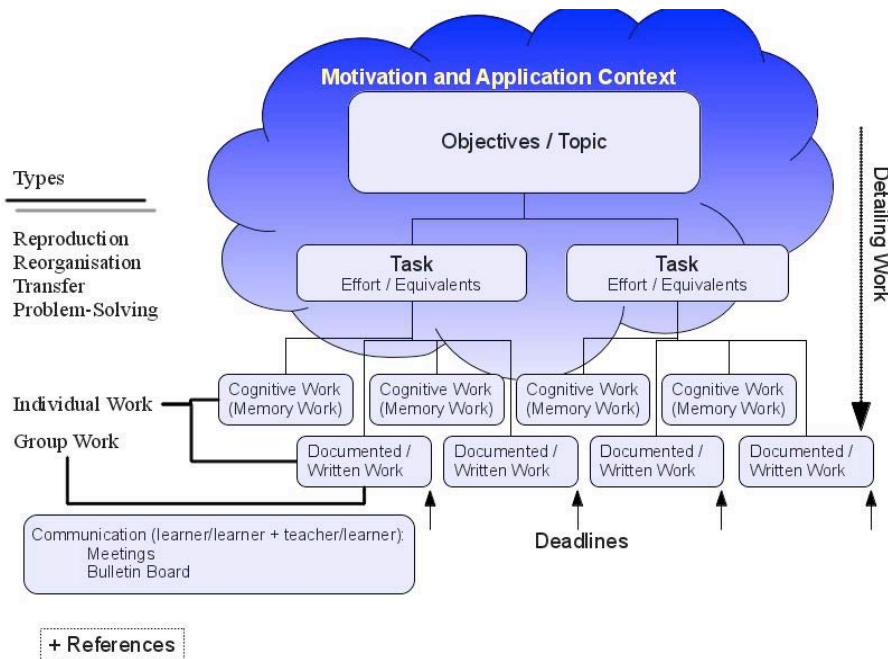 Motivation and Application Context
Objectives / Topic
Detailing Work
Types
Reproduction
Reorganisation
Transfer
Problem-Solving
Task
Effort / Equivalents
Task
Effort / Equivalents
Individual Work
Group Work
Cognitive Work
(Memory Work)
Cognitive Work
(Memory Work)
Cognitive Work
(Memory Work)
Cognitive Work
(Memory Work)
Documented /
Written Work
Documented /
Written Work
Documented /
Written Work
Documented /
Written Work
Deadlines
Communication (learner/learner + teacher/learner):
Meetings
Bulletin Board
+ References